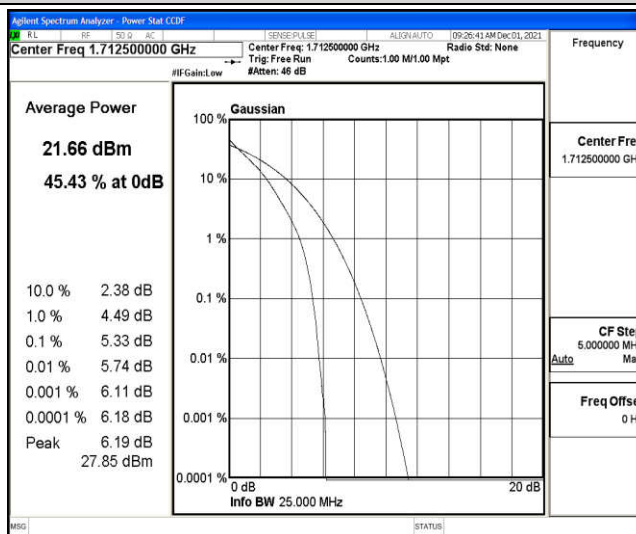 Agilent Spectrum Analyzer - Power Stat CCDF
RL RF 50 Ω AC SENSE:PULSE ALIGNAUTO 09:26:41 AM Dec 01, 2021
Center Freq 1.712500000 GHz
Center Freq: 1.712500000 GHz Radio Std: None
Trig: Free Run Counts:1.00 M/1.00 Mpt
#IFGain:Low #Atten: 46 dB
Frequency
Average Power
21.66 dBm
45.43 % at 0dB
10.0 % 2.38 dB
1.0 % 4.49 dB
0.1 % 5.33 dB
0.01 % 5.74 dB
0.001 % 6.11 dB
0.0001 % 6.18 dB
Peak 6.19 dB
27.85 dBm
Gaussian
100 %
10 %
1 %
0.1 %
0.01 %
0.001 %
0.0001 %
0 dB 20 dB
Info BW 25.000 MHz
Center Fre
1.712500000 GH
CF Ste
5.000000 MH
Auto Ma
Freq Offse
0 H
MSG STATUS